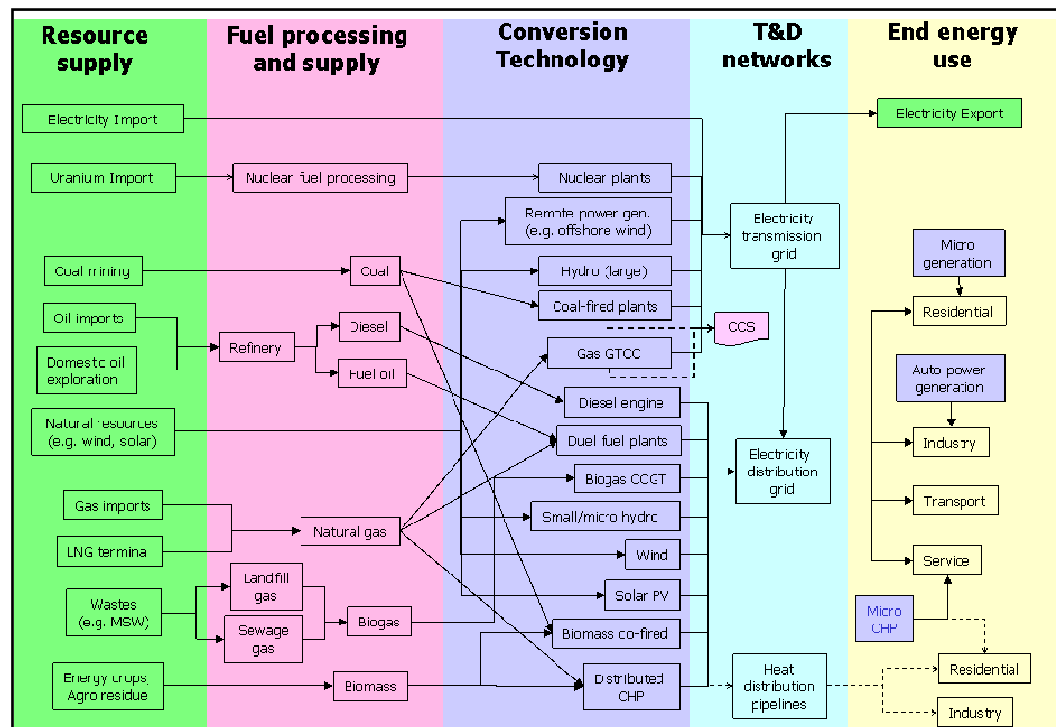 Resource
supply
Fuel processing
and supply
Conversion
Technology
T&D
networks
End energy
use
Electricity Import
Electricity Export
Uranium Import
Nuclear fuel processing
Nuclear plants
Remote power gen.
(e.g. offshore wind)
Electricity
transmission
grid
Micro
generation
Coal mining
Coal
Hydro (large)
Coal-fired plants
Residential
Oil imports
Domestic oil
exploration
Refinery
Diesel
Fuel oil
Gas GTCC
CCS
Auto power
generation
Natural resources
(e.g. wind, solar)
Diesel engine
Duel fuel plants
Industry
Biogas CCGT
Electricity
distribution
grid
Gas imports
LNG termina
Natural gas
Small/micro hydro
Transport
Wind
Service
Wastes
(e.g. MSW)
Landfill
gas
Sewage
gas
Biogas
Solar PV
Biomass co-fired
Micro
CHP
Energy crops,
Agro residue
Biomass
Distributed
CHP
Heat
distribution
pipelines
Residential
Industry